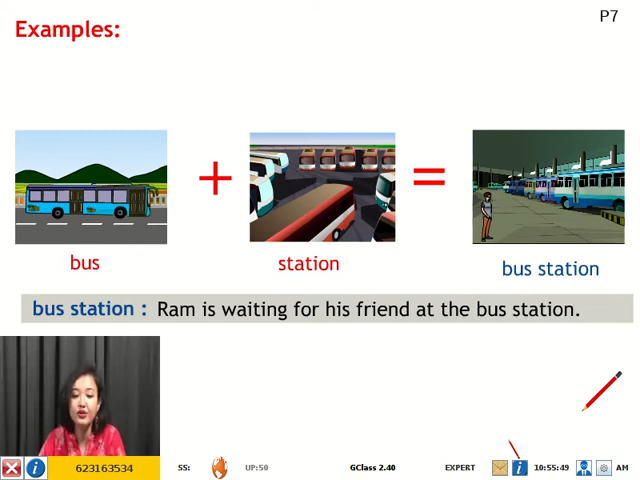 P7
Examples:
+ =
bus station bus station
bus station : Ram is waiting for his friend at the bus station.
623163534 SS: UP:50 GClass 2.40 EXPERT 10:55:49 AM